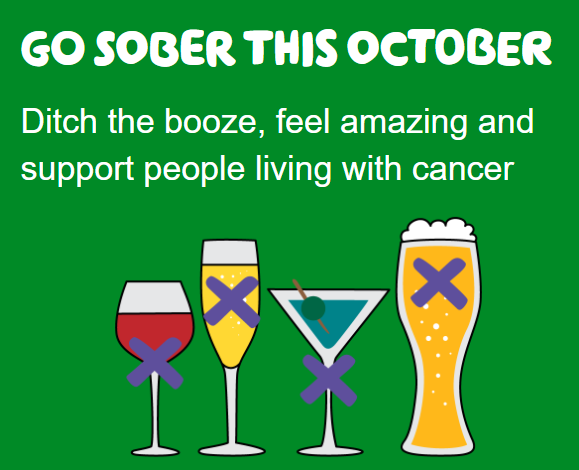 GO SOBER THIS OCTOBER
Ditch the booze, feel amazing and
support people living with cancer